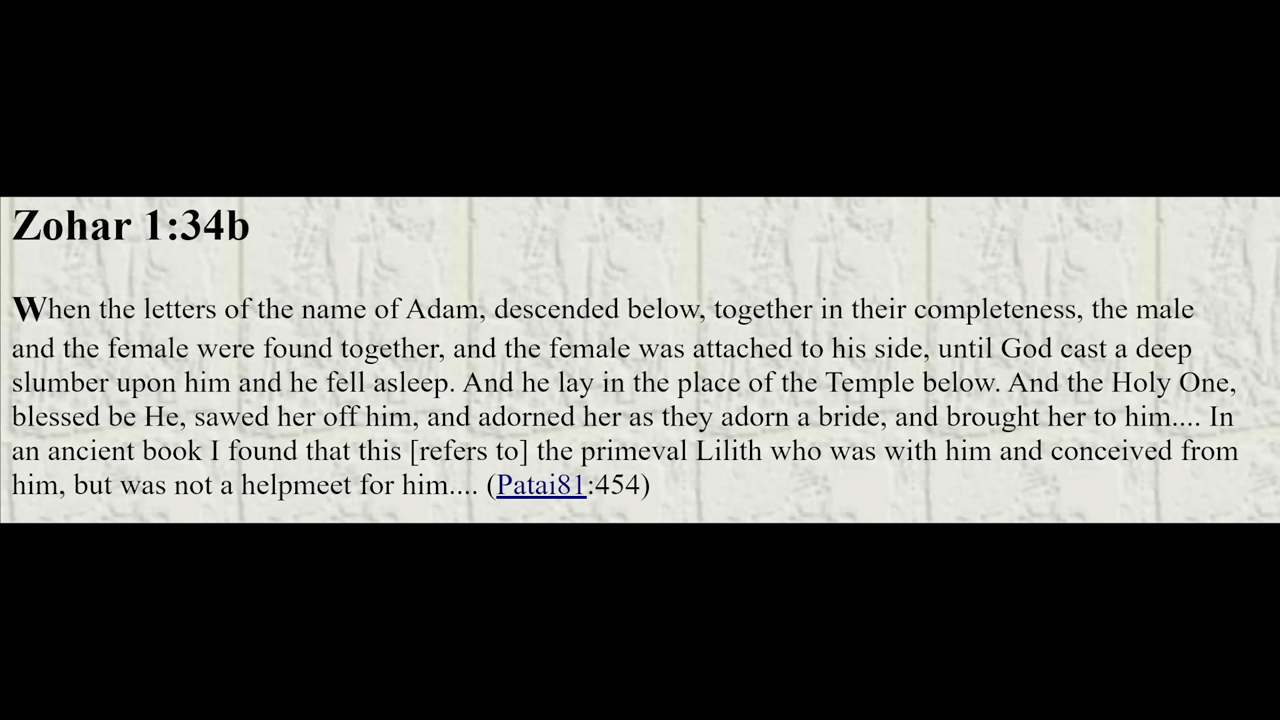 Zohar 1:34b
When the letters of the name of Adam, descended below, together in their completeness, the male
and the female were found together, and the female was attached to his side, until God cast a deep
slumber upon him and he fell asleep. And he lay in the place of the Temple below. And the Holy One,
blessed be He, sawed her off him, and adorned her as they adorn a bride, and brought her to him.... In
an ancient book I found that this [refers to] the primeval Lilith who was with him and conceived from
him, but was not a helpmeet for him.... (Patai81:454)